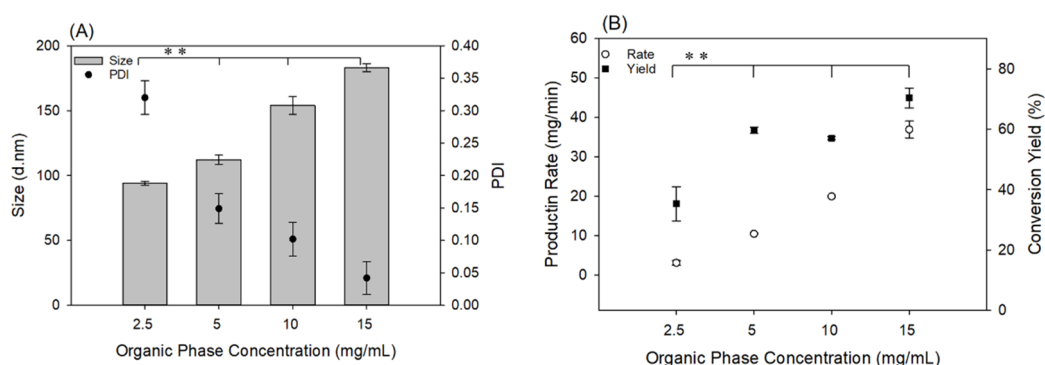 (A)
200
150
100
50
0
Size (d.nm)
Size
PDI
* *
0.40
0.35
0.30
0.25
0.20
0.15
0.10
0.05
0.00
PDI
2.5 5 10 15
Organic Phase Concentration (mg/mL)
(B)
60
50
40
30
20
10
0
Productin Rate (mg/min)
Rate
Yield
* *
80
60
40
20
0
Conversion Yield (%)
2.5 5 10 15
Organic Phase Concentration (mg/mL)